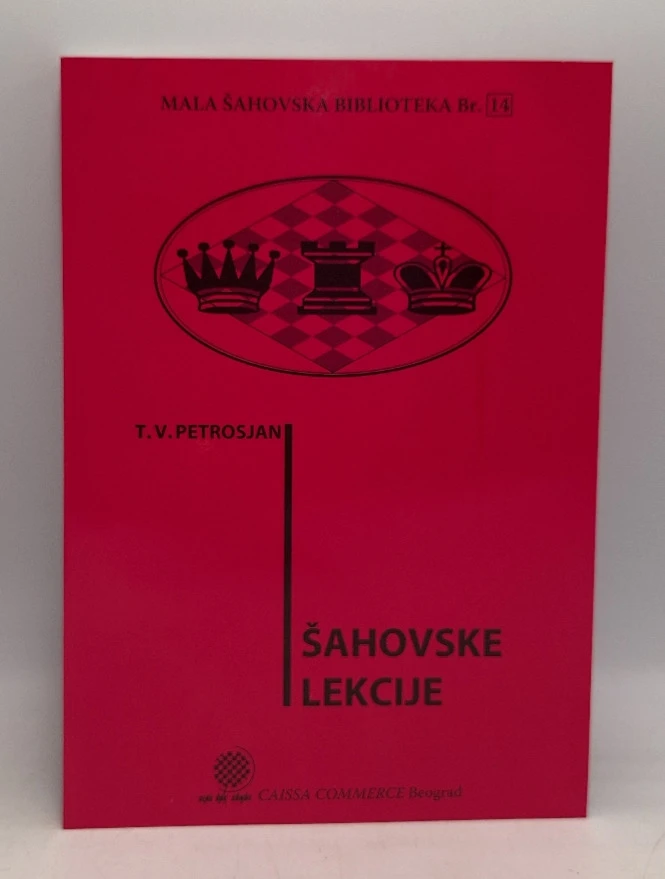 MALA ŠAHOVSKA BIBLIOTEKA Br. 14
T. V. PETROSJAN
ŠAHOVSKE
LEKCIJE
CAISSA COMMERCE Beograd